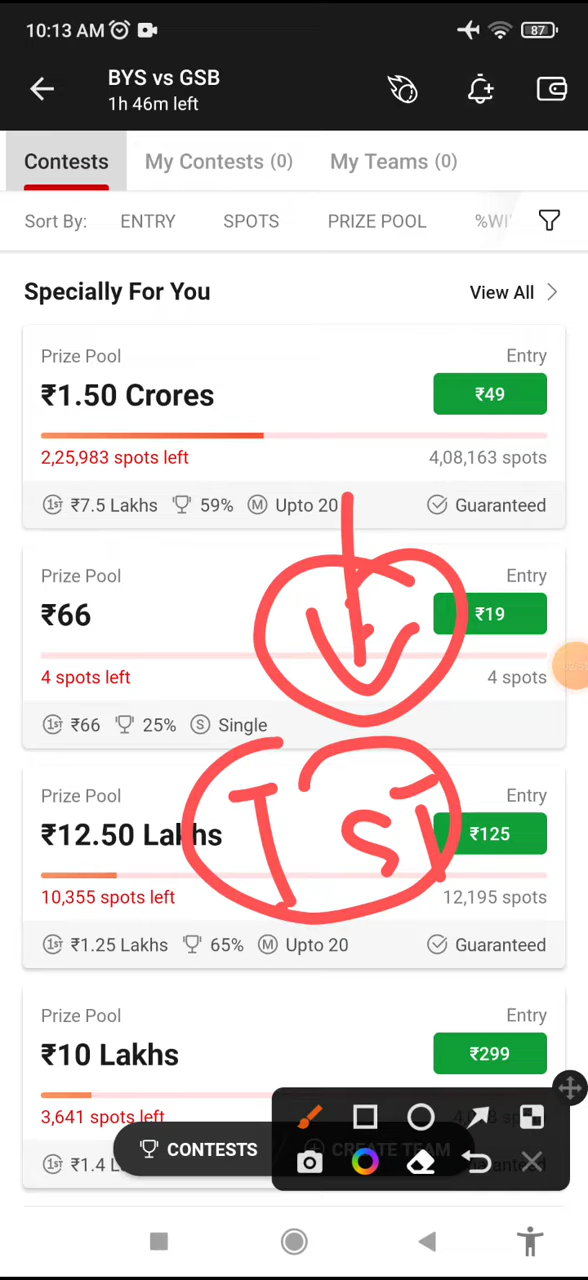 10:13 AM 87
BYS vs GSB
1h 46m left
Contests My Contests (0) My Teams (0)
Sort By: ENTRY SPOTS PRIZE POOL
Specially For You View All
Prize Pool Entry
₹1.50 Crores ₹49
2,25,983 spots left 4,08,163 spots
1ST ₹7.5 Lakhs 59% M Upto 20 Guaranteed
Prize Pool Entry
₹66 ₹19
4 spots left 4 spots
1ST ₹66 25% S Single
Prize Pool Entry
₹12.50 Lakhs ₹125
10,355 spots left 12,195 spots
1ST ₹1.25 Lakhs 65% M Upto 20 Guaranteed
Prize Pool Entry
₹10 Lakhs ₹299
3,641 spots left
CONTESTS CREATE TEAM